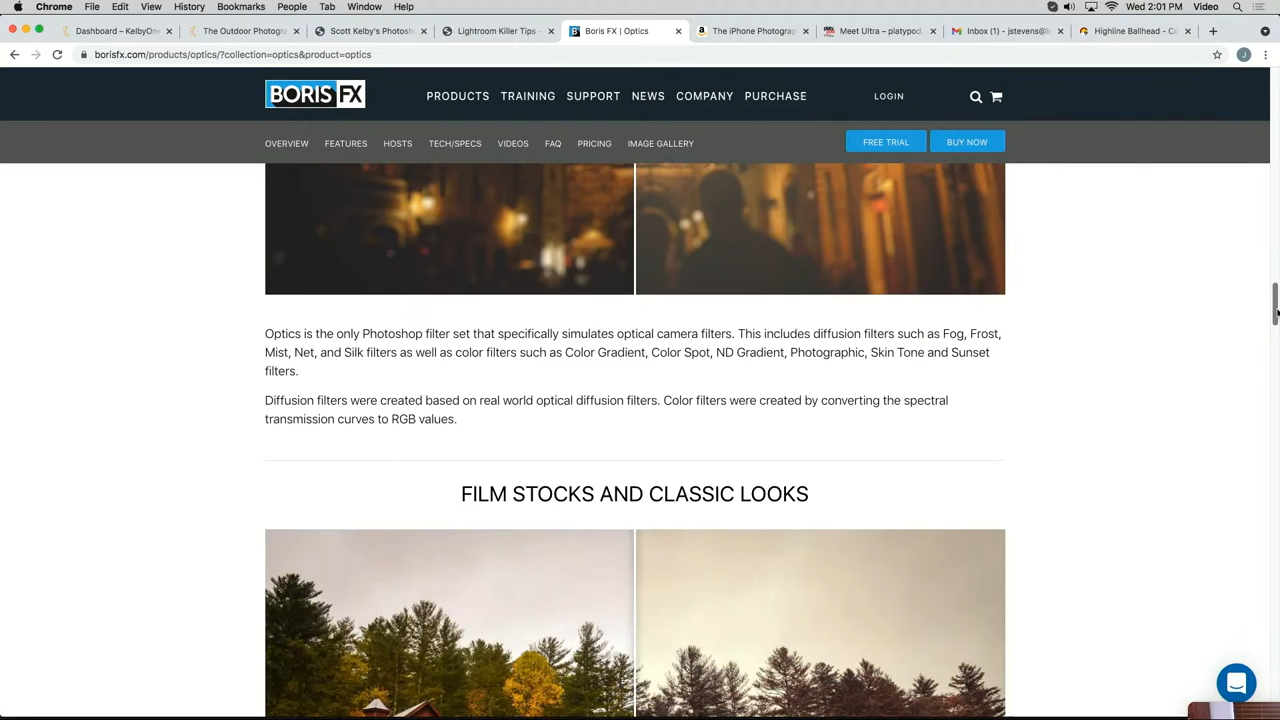 Chrome File Edit View History Bookmarks People Tab Window Help Wed 2:01 PM Video
Dashboard – KelbyOne The Outdoor Photogra Scott Kelby's Photosh Lightroom Killer Tips - Boris FX | Optics The iPhone Photograp Meet Ultra – platypod. Inbox (1) - jstevens@k Highline Ballhead - Co
borisfx.com/products/optics/?collection=optics&product=optics J
BORIS FX PRODUCTS TRAINING SUPPORT NEWS COMPANY PURCHASE LOGIN
OVERVIEW FEATURES HOSTS TECH/SPECS VIDEOS FAQ PRICING IMAGE GALLERY FREE TRIAL BUY NOW
Optics is the only Photoshop filter set that specifically simulates optical camera filters. This includes diffusion filters such as Fog, Frost,
Mist, Net, and Silk filters as well as color filters such as Color Gradient, Color Spot, ND Gradient, Photographic, Skin Tone and Sunset
filters.
Diffusion filters were created based on real world optical diffusion filters. Color filters were created by converting the spectral
transmission curves to RGB values.
FILM STOCKS AND CLASSIC LOOKS